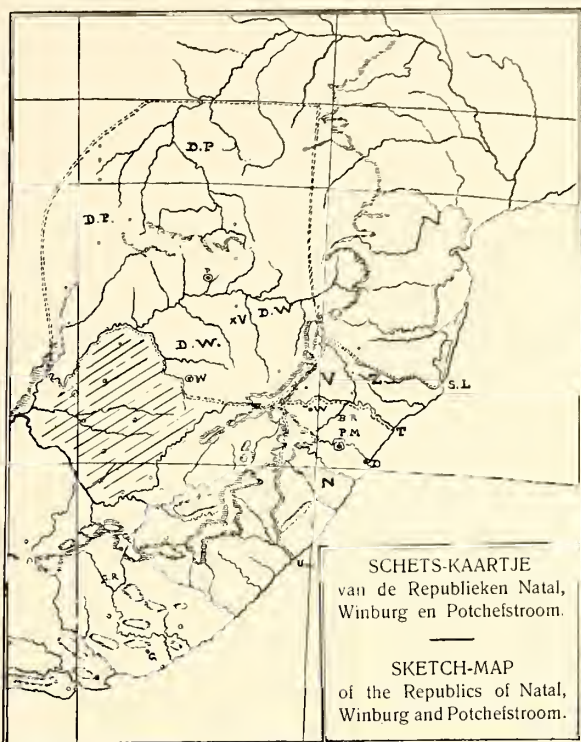 D.P
D.P.
P
xV
D.W
D.W.
W
V
Z
S.L
W
B R
T
P M
D
N
U
G R
G
SCHETS-KAARTJE
van de Republieken Natal,
Winburg en Potchefstroom.
SKETCH-MAP
of the Republics of Natal,
Winburg and Potchefstroom.